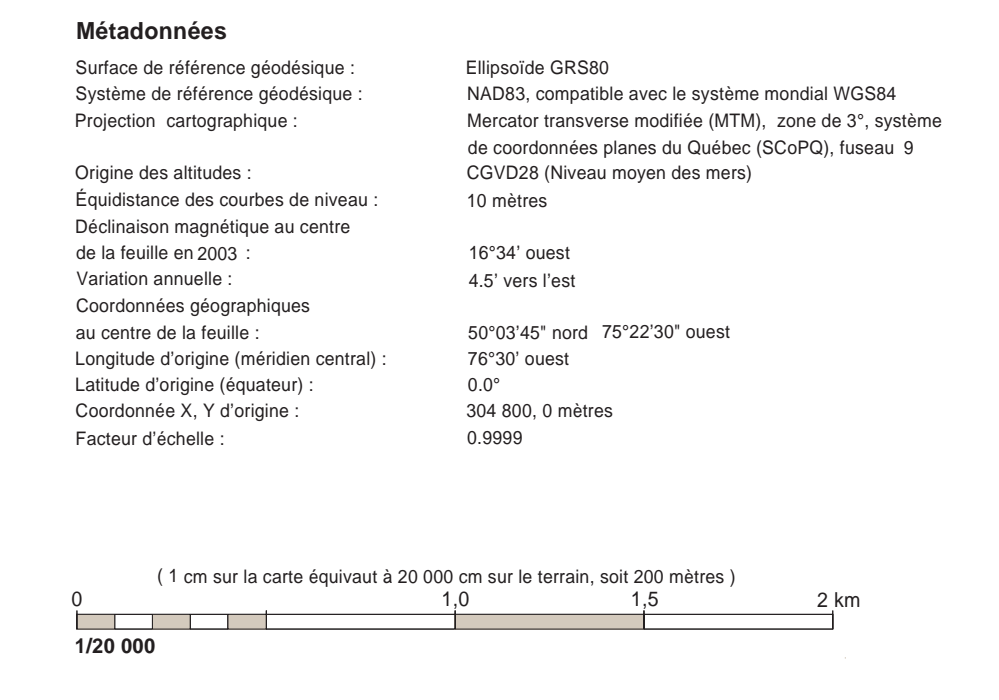 Métadonnées
Surface de référence géodésique : Ellipsoïde GRS80
Système de référence géodésique : NAD83, compatible avec le système mondial WGS84
Projection cartographique : Mercator transverse modifiée (MTM), zone de 3°, système
de coordonnées planes du Québec (SCoPQ), fuseau 9
Origine des altitudes : CGVD28 (Niveau moyen des mers)
Équidistance des courbes de niveau : 10 mètres
Déclinaison magnétique au centre
de la feuille en 2003 : 16°34’ ouest
Variation annuelle : 4.5’ vers l’est
Coordonnées géographiques
au centre de la feuille : 50°03’45" nord 75°22’30" ouest
Longitude d’origine (méridien central) : 76°30’ ouest
Latitude d’origine (équateur) : 0.0°
Coordonnée X, Y d’origine : 304 800, 0 mètres
Facteur d’échelle : 0.9999
( 1 cm sur la carte équivaut à 20 000 cm sur le terrain, soit 200 mètres )
0 1,0 1,5 2 km
1/20 000